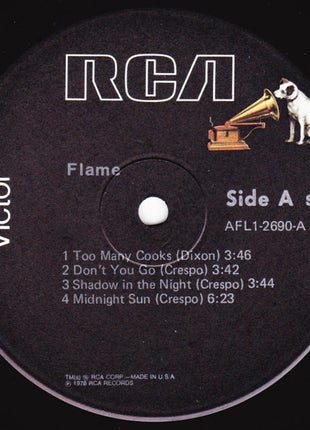 RCA
Victor
Flame
Side A s
AFL1-2690-A
1 Too Many Cooks (Dixon) 3:46
2 Don't You Go (Crespo) 3:42
3 Shadow in the Night (Crespo) 3:44
4 Midnight Sun (Crespo) 6:23
TM(s) ® RCA CORP.—MADE IN U.S.A
℗ 1978 RCA RECORDS